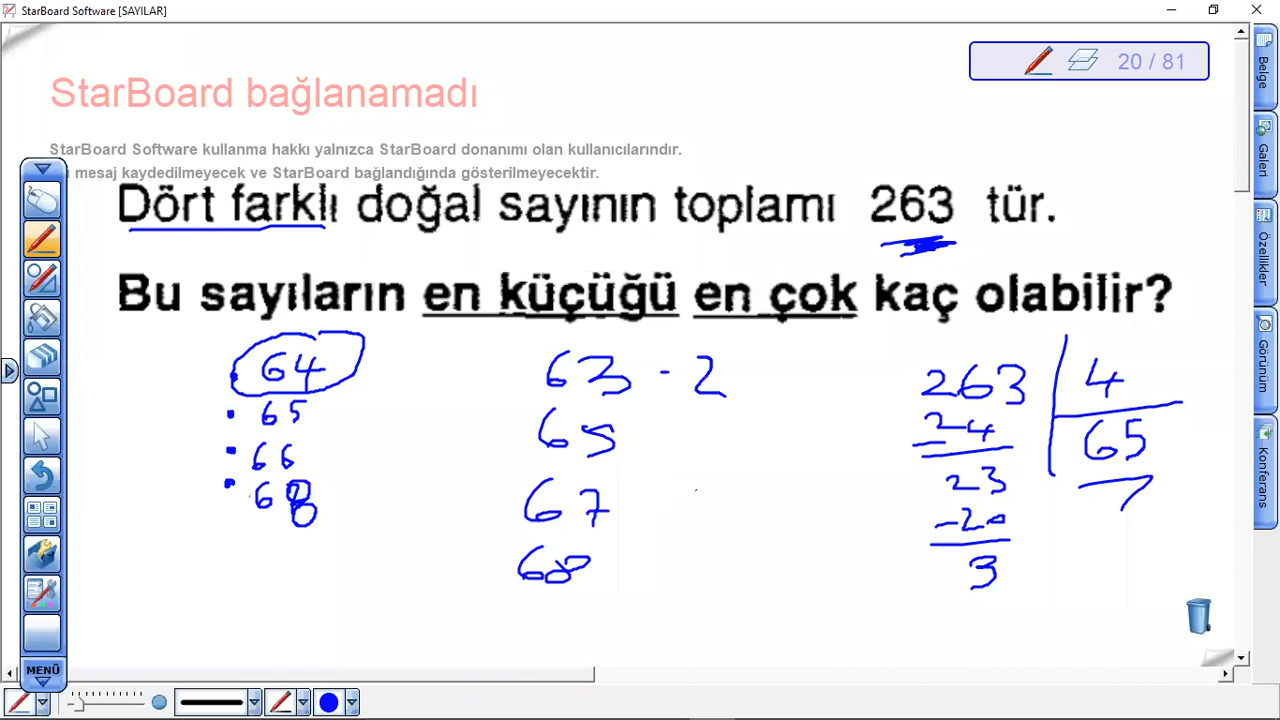 StarBoard Software [SAYILAR]
20 / 81
StarBoard bağlanamadı
StarBoard Software kullanma hakkı yalnızca StarBoard donanımı olan kullanıcılarındır.
mesaj kaydedilmeyecek ve StarBoard bağlandığında gösterilmeyecektir.
Dört farklı doğal sayının toplamı 263 tür.
Bu sayıların en küçüğü en çok kaç olabilir?
64
65
66
68
63 - 2
65
67
68
263 4
24 65
23
-20
3
MENÜ
Belge
Galeri
Özellikler
Görünüm
Konferans